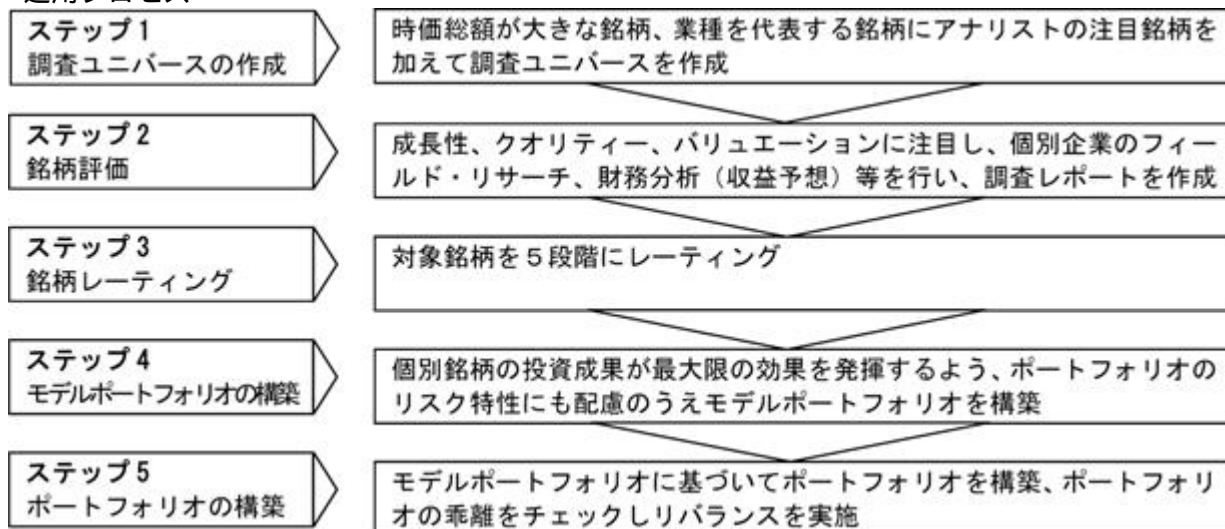 運用プロセス
ステップ1
調査ユニバースの作成
時価総額が大きな銘柄、業種を代表する銘柄にアナリストの注目銘柄を
加えて調査ユニバースを作成
ステップ2
銘柄評価
成長性、クオリティー、バリュエーションに注目し、個別企業のフィー
ルド・リサーチ、財務分析（収益予想）等を行い、調査レポートを作成
ステップ3
銘柄レーティング
対象銘柄を５段階にレーティング
ステップ4
モデルポートフォリオの構築
個別銘柄の投資成果が最大限の効果を発揮するよう、ポートフォリオの
リスク特性にも配慮のうえモデルポートフォリオを構築
ステップ5
ポートフォリオの構築
モデルポートフォリオに基づいてポートフォリオを構築、ポートフォリ
オの乖離をチェックしリバランスを実施